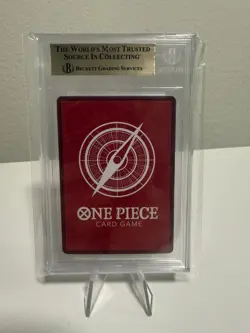 THE WORLD'S MOST TRUSTED
SOURCE IN COLLECTING
B BECKETT GRADING SERVICES
ONE PIECE
CARD GAME